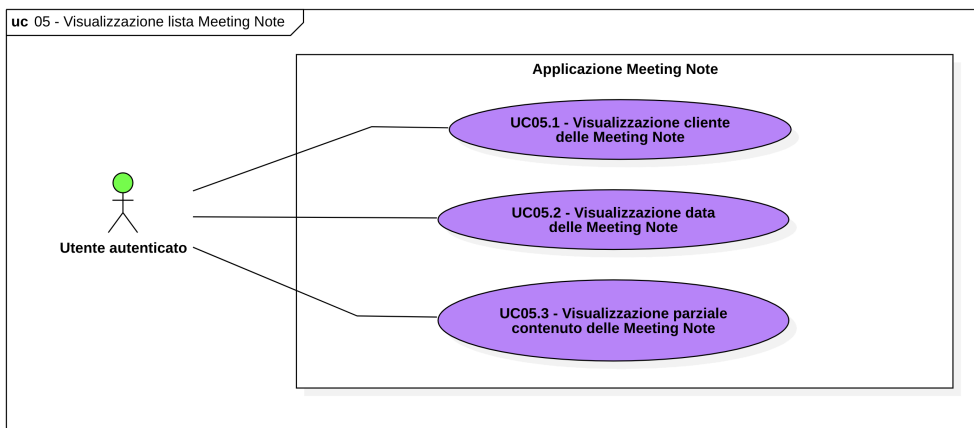 uc 05 - Visualizzazione lista Meeting Note
Applicazione Meeting Note
UC05.1 - Visualizzazione cliente
delle Meeting Note
UC05.2 - Visualizzazione data
delle Meeting Note
Utente autenticato
UC05.3 - Visualizzazione parziale
contenuto delle Meeting Note